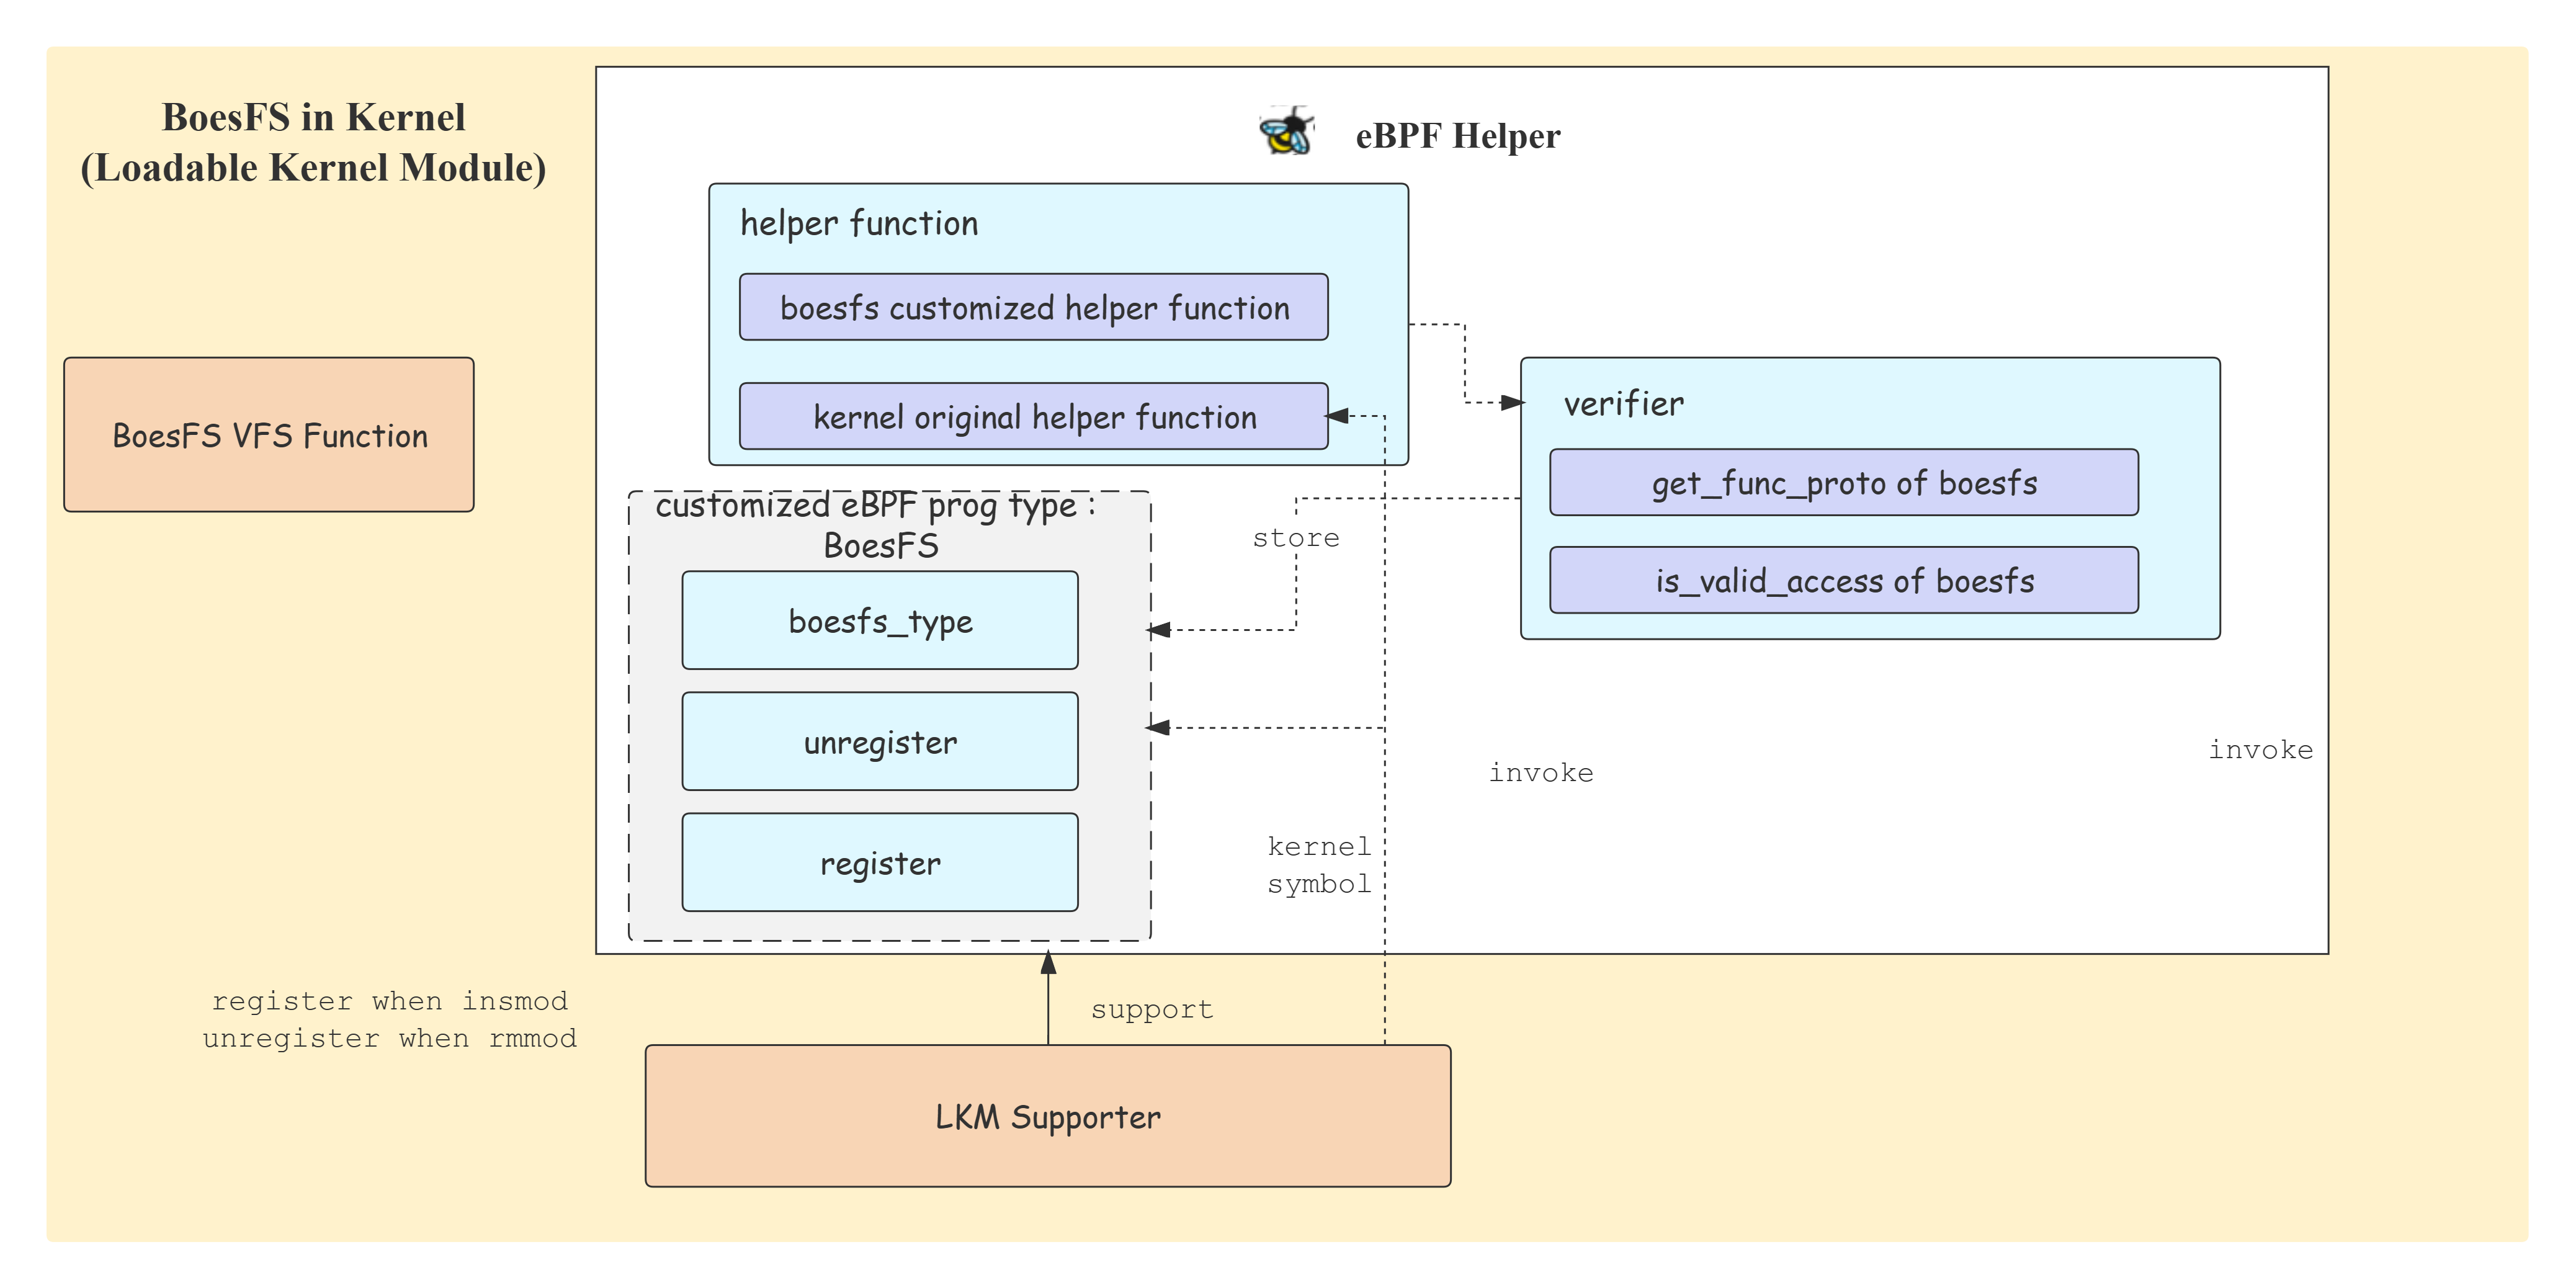 BoesFS in Kernel
(Loadable Kernel Module)
eBPF Helper
helper function
boesfs customized helper function
kernel original helper function
BoesFS VFS Function
verifier
get_func_proto of boesfs
is_valid_access of boesfs
customized eBPF prog type :
BoesFS
store
boesfs_type
unregister
register
invoke
invoke
kernel
symbol
register when insmod
unregister when rmmod
support
LKM Supporter